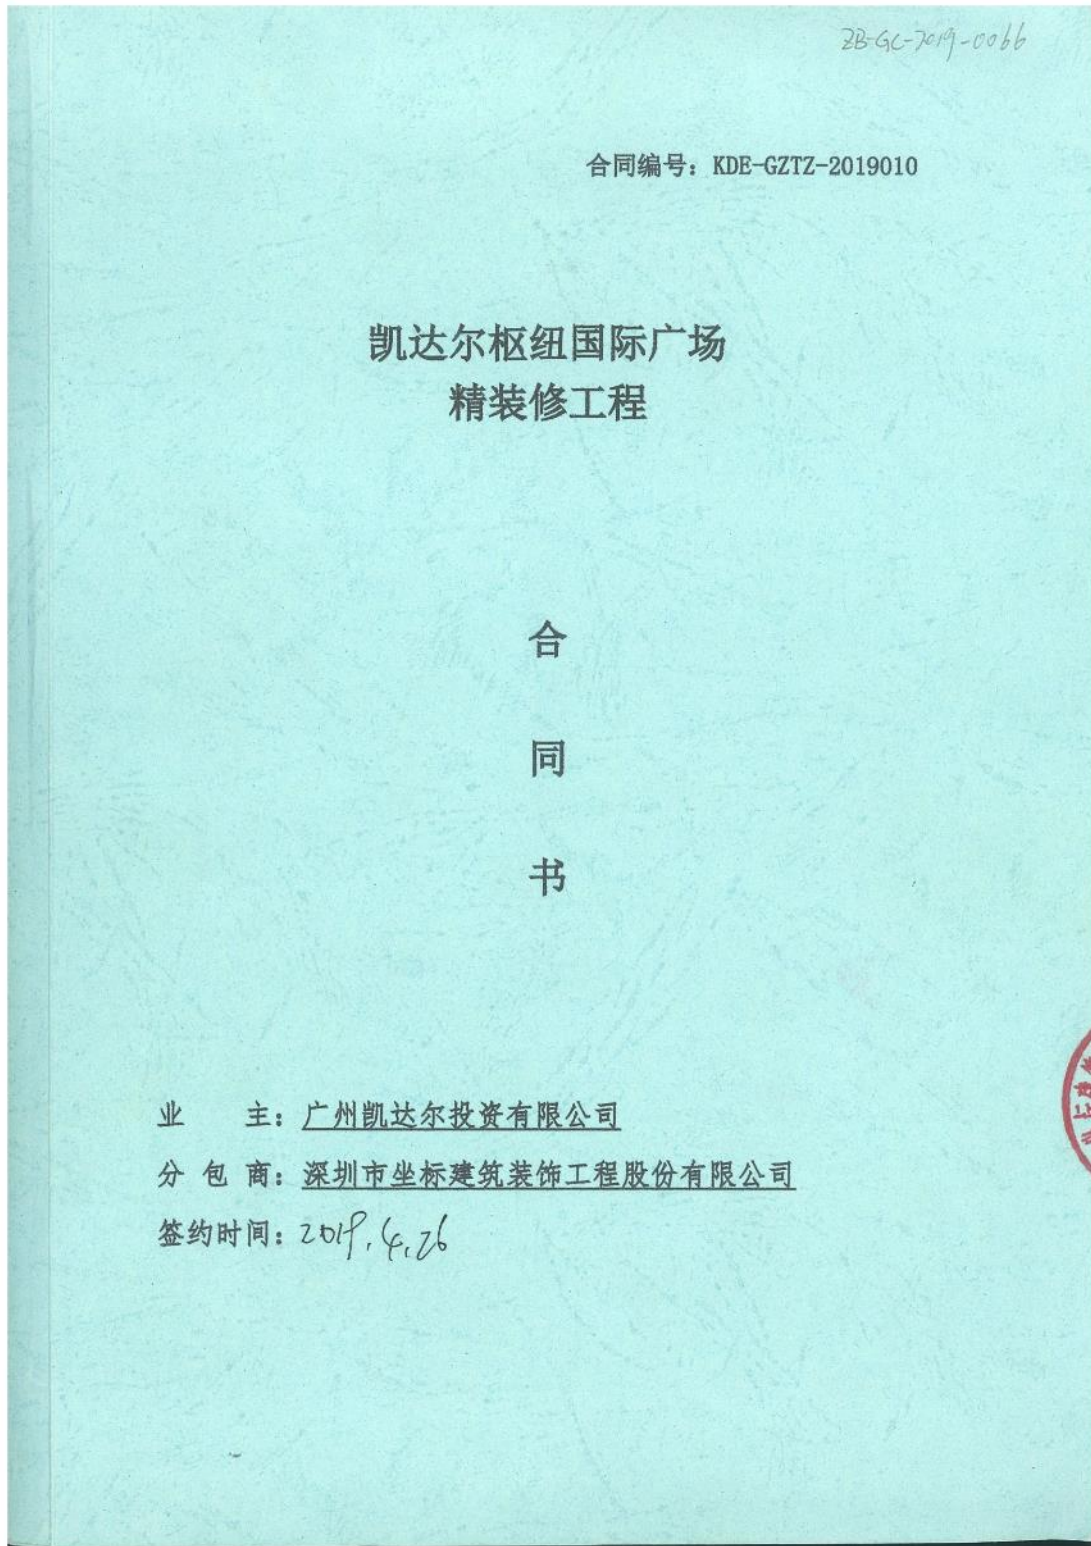 ZB-GC-2019-0066
合同编号：KDE-GZTZ-2019010
凯达尔枢纽国际广场
精装修工程
合
同
书
业 主：广州凯达尔投资有限公司
分 包 商：深圳市坐标建筑装饰工程股份有限公司
签约时间：2019.4.26